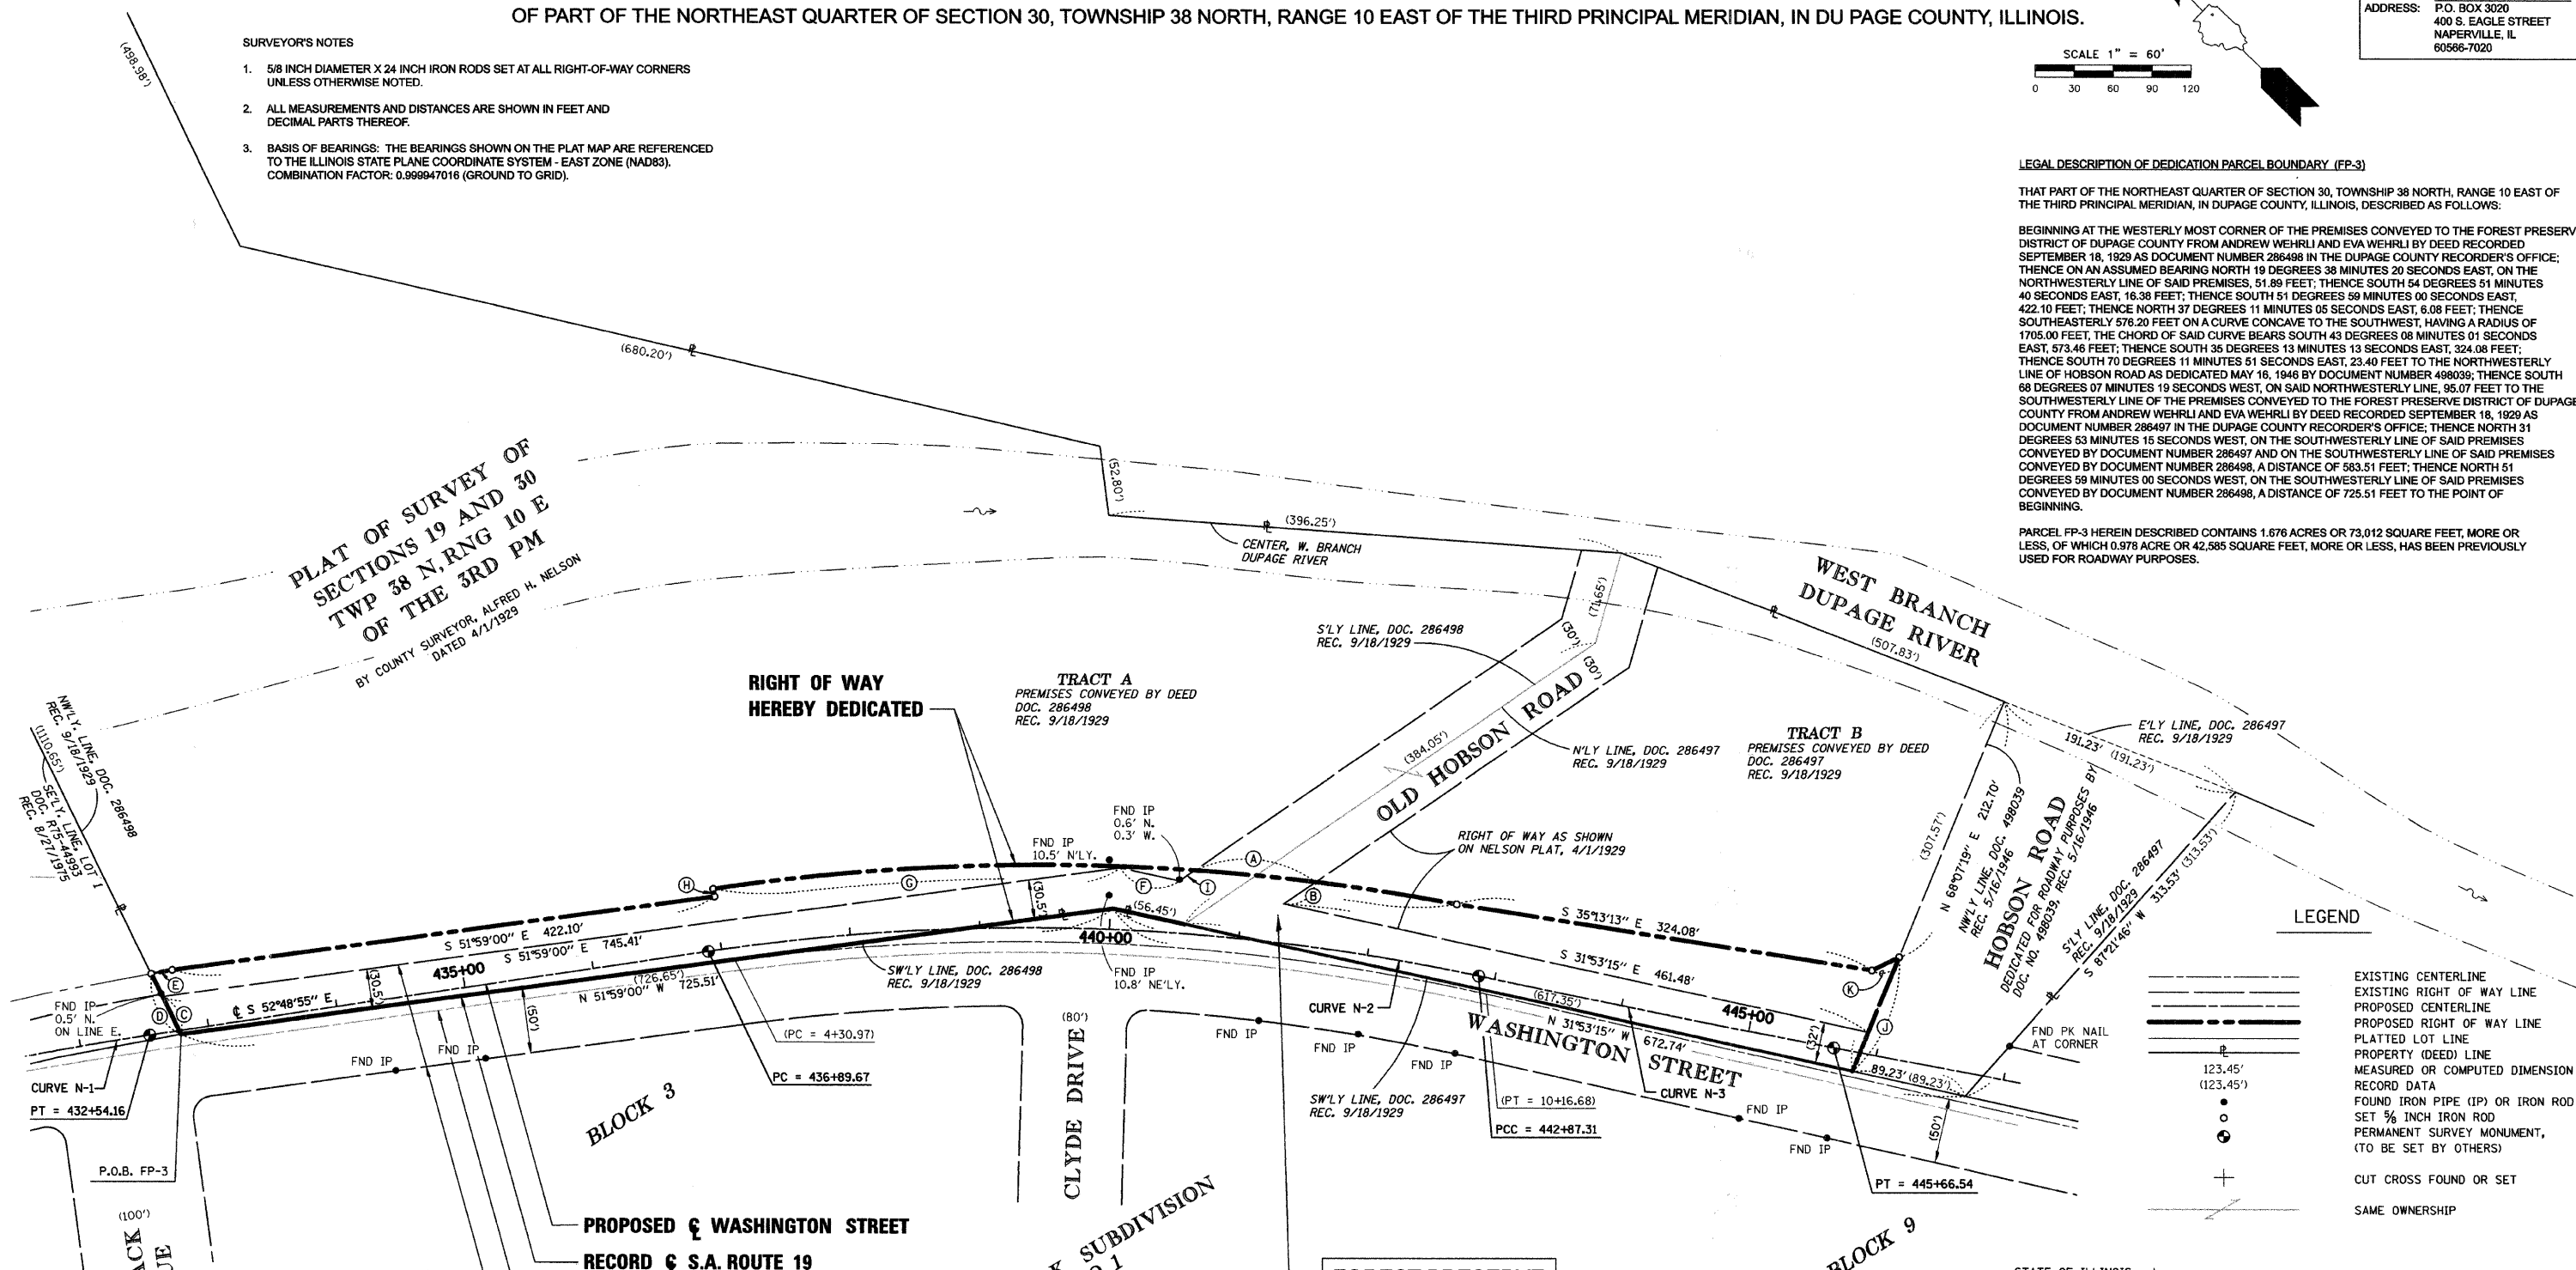 OF PART OF THE NORTHEAST QUARTER OF SECTION 30, TOWNSHIP 38 NORTH, RANGE 10 EAST OF THE THIRD PRINCIPAL MERIDIAN, IN DU PAGE COUNTY, ILLINOIS.
ADDRESS: P.O. BOX 3020
400 S. EAGLE STREET
NAPERVILLE, IL
60566-7020
SURVEYOR'S NOTES
1. 5/8 INCH DIAMETER X 24 INCH IRON RODS SET AT ALL RIGHT-OF-WAY CORNERS
UNLESS OTHERWISE NOTED.
2. ALL MEASUREMENTS AND DISTANCES ARE SHOWN IN FEET AND
DECIMAL PARTS THEREOF.
3. BASIS OF BEARINGS: THE BEARINGS SHOWN ON THE PLAT MAP ARE REFERENCED
TO THE ILLINOIS STATE PLANE COORDINATE SYSTEM - EAST ZONE (NAD83).
COMBINATION FACTOR: 0.999947016 (GROUND TO GRID).
SCALE 1" = 60'
0 30 60 90 120
LEGAL DESCRIPTION OF DEDICATION PARCEL BOUNDARY (FP-3)
THAT PART OF THE NORTHEAST QUARTER OF SECTION 30, TOWNSHIP 38 NORTH, RANGE 10 EAST OF
THE THIRD PRINCIPAL MERIDIAN, IN DUPAGE COUNTY, ILLINOIS, DESCRIBED AS FOLLOWS:
BEGINNING AT THE WESTERLY MOST CORNER OF THE PREMISES CONVEYED TO THE FOREST PRESERV
DISTRICT OF DUPAGE COUNTY FROM ANDREW WEHRLI AND EVA WEHRLI BY DEED RECORDED
SEPTEMBER 18, 1929 AS DOCUMENT NUMBER 286498 IN THE DUPAGE COUNTY RECORDER'S OFFICE;
THENCE ON AN ASSUMED BEARING NORTH 19 DEGREES 38 MINUTES 20 SECONDS EAST, ON THE
NORTHWESTERLY LINE OF SAID PREMISES, 51.89 FEET; THENCE SOUTH 54 DEGREES 51 MINUTES
40 SECONDS EAST, 16.38 FEET; THENCE SOUTH 51 DEGREES 59 MINUTES 00 SECONDS EAST,
422.10 FEET; THENCE NORTH 37 DEGREES 11 MINUTES 05 SECONDS EAST, 6.08 FEET; THENCE
SOUTHEASTERLY 576.20 FEET ON A CURVE CONCAVE TO THE SOUTHWEST, HAVING A RADIUS OF
1705.00 FEET, THE CHORD OF SAID CURVE BEARS SOUTH 43 DEGREES 08 MINUTES 01 SECONDS
EAST, 573.46 FEET; THENCE SOUTH 35 DEGREES 13 MINUTES 13 SECONDS EAST, 324.08 FEET;
THENCE SOUTH 70 DEGREES 11 MINUTES 51 SECONDS EAST, 23.40 FEET TO THE NORTHWESTERLY
LINE OF HOBSON ROAD AS DEDICATED MAY 16, 1946 BY DOCUMENT NUMBER 498039; THENCE SOUTH
68 DEGREES 07 MINUTES 19 SECONDS WEST, ON SAID NORTHWESTERLY LINE, 95.07 FEET TO THE
SOUTHWESTERLY LINE OF THE PREMISES CONVEYED TO THE FOREST PRESERVE DISTRICT OF DUPAGE
COUNTY FROM ANDREW WEHRLI AND EVA WEHRLI BY DEED RECORDED SEPTEMBER 18, 1929 AS
DOCUMENT NUMBER 286497 IN THE DUPAGE COUNTY RECORDER'S OFFICE; THENCE NORTH 31
DEGREES 53 MINUTES 15 SECONDS WEST, ON THE SOUTHWESTERLY LINE OF SAID PREMISES
CONVEYED BY DOCUMENT NUMBER 286497 AND ON THE SOUTHWESTERLY LINE OF SAID PREMISES
CONVEYED BY DOCUMENT NUMBER 286498, A DISTANCE OF 583.51 FEET; THENCE NORTH 51
DEGREES 59 MINUTES 00 SECONDS WEST, ON THE SOUTHWESTERLY LINE OF SAID PREMISES
CONVEYED BY DOCUMENT NUMBER 286498, A DISTANCE OF 725.51 FEET TO THE POINT OF
BEGINNING.
PARCEL FP-3 HEREIN DESCRIBED CONTAINS 1.676 ACRES OR 73,012 SQUARE FEET, MORE OR
LESS, OF WHICH 0.978 ACRE OR 42,585 SQUARE FEET, MORE OR LESS, HAS BEEN PREVIOUSLY
USED FOR ROADWAY PURPOSES.
(498.98')
(680.20')
(52.80')
(396.25')
CENTER, W. BRANCH
DUPAGE RIVER
PLAT OF SURVEY OF
SECTIONS 19 AND 30
TWP 38 N, RNG 10 E
OF THE 3RD PM
BY COUNTY SURVEYOR, ALFRED H. NELSON
DATED 4/1/1929
WEST BRANCH
DUPAGE RIVER
(507.83')
(71.65')
(30')
(30')
S'LY LINE, DOC. 286498
REC. 9/18/1929
RIGHT OF WAY
HEREBY DEDICATED
TRACT A
PREMISES CONVEYED BY DEED
DOC. 286498
REC. 9/18/1929
OLD HOBSON ROAD
(384.05')
N'LY LINE, DOC. 286497
REC. 9/18/1929
TRACT B
PREMISES CONVEYED BY DEED
DOC. 286497
REC. 9/18/1929
E'LY LINE, DOC. 286497
REC. 9/18/1929
191.23' (191.23')
NW'LY. LINE, DOC. 286498
REC. 9/18/1929
(1110.65')
SE'LY. LINE, LOT 1
DOC. R75-44993
REC. 8/27/1975
FND IP
0.6' N.
0.3' W.
FND IP
10.5' N'LY.
RIGHT OF WAY AS SHOWN
ON NELSON PLAT, 4/1/1929
(307.57')
N 68°07'19" E 212.70'
NW'LY LINE, DOC. 498039
REC. 5/16/1946
HOBSON ROAD
DEDICATED FOR ROADWAY PURPOSES BY
DOC. NO. 498039, REC. 5/16/1946
S'LY LINE, DOC. 286497
REC. 9/18/1929
S 87°21'46" W 313.53' (313.53')
A
B
C
D
E
F
G
H
I
J
K
S 51°59'00" E 422.10'
S 51°59'00" E 745.41'
435+00
℄ S 52°48'55" E
(30.5')
(30.5')
(726.65')
N 51°59'00" W 725.51'
(56.45')
440+00
SW'LY LINE, DOC. 286498
REC. 9/18/1929
FND IP
10.8' NE'LY.
S 35°13'13" E 324.08'
S 31°53'15" E 461.48'
445+00
(617.35')
N 31°53'15" W 672.74'
(32')
89.23' (89.23')
FND PK NAIL
AT CORNER
FND IP
0.5' N.
ON LINE E.
CURVE N-1
PT = 432+54.16
P.O.B. FP-3
FND IP
FND IP
(50')
(PC = 4+30.97)
PC = 436+89.67
BLOCK 3
(80')
CLYDE DRIVE
FND IP
FND IP
FND IP
CURVE N-2
WASHINGTON STREET
SW'LY LINE, DOC. 286497
REC. 9/18/1929
(PT = 10+16.68)
PCC = 442+87.31
CURVE N-3
FND IP
FND IP
(50')
PT = 445+66.54
(100')
PROPOSED ℄ WASHINGTON STREET
RECORD ℄ S.A. ROUTE 19
SUBDIVISION
BLOCK 9
LEGEND
EXISTING CENTERLINE
EXISTING RIGHT OF WAY LINE
PROPOSED CENTERLINE
PROPOSED RIGHT OF WAY LINE
PLATTED LOT LINE
PROPERTY (DEED) LINE
123.45' MEASURED OR COMPUTED DIMENSION
(123.45') RECORD DATA
FOUND IRON PIPE (IP) OR IRON ROD
SET 5/8 INCH IRON ROD
PERMANENT SURVEY MONUMENT,
(TO BE SET BY OTHERS)
CUT CROSS FOUND OR SET
SAME OWNERSHIP